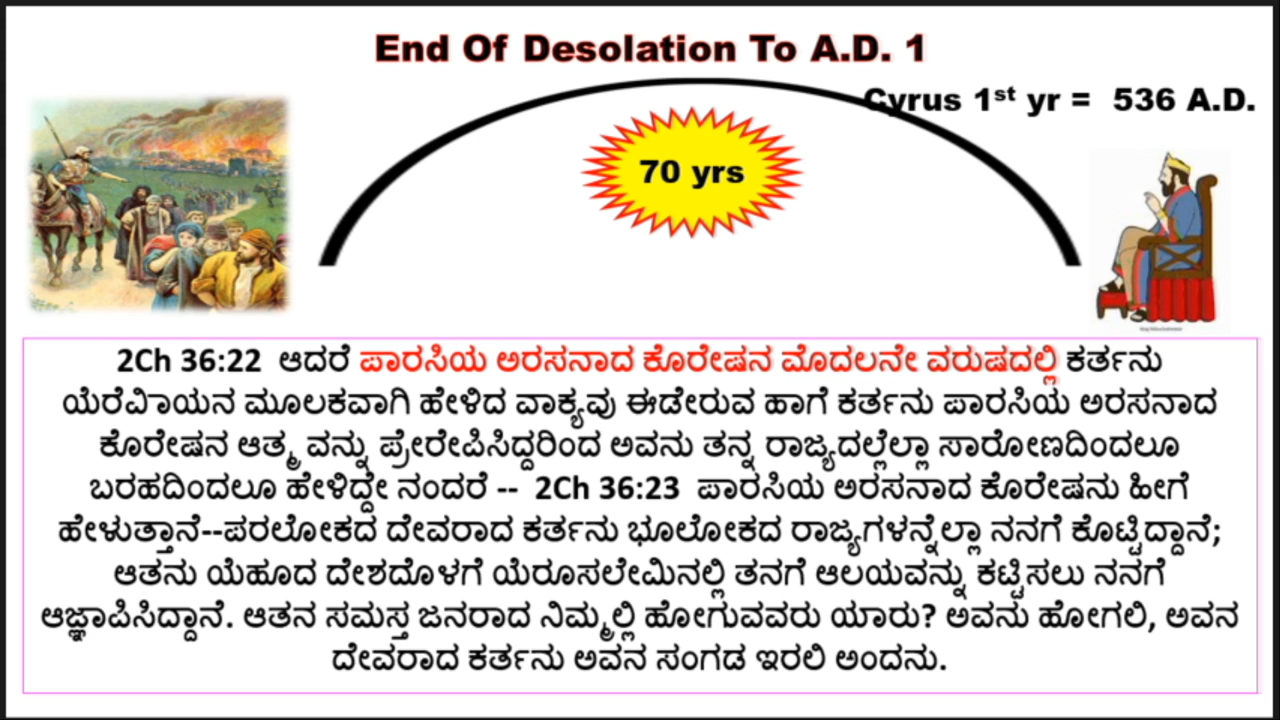 End Of Desolation To A.D. 1
Cyrus 1st yr = 536 A.D.
70 yrs
2Ch 36:22 ಆದರೆ ಪಾರಸಿಯ ಅರಸನಾದ ಕೊರೇಷನ ಮೊದಲನೇ ವರುಷದಲ್ಲಿ ಕರ್ತನು
ಯೆರೆವಿಾಯನ ಮೂಲಕವಾಗಿ ಹೇಳಿದ ವಾಕ್ಯವು ಈಡೇರುವ ಹಾಗೆ ಕರ್ತನು ಪಾರಸಿಯ ಅರಸನಾದ
ಕೊರೇಷನ ಆತ್ಮ ವನ್ನು ಪ್ರೇರೇಪಿಸಿದ್ದರಿಂದ ಅವನು ತನ್ನ ರಾಜ್ಯದಲ್ಲೆಲ್ಲಾ ಸಾರೋಣದಿಂದಲೂ
ಬರಹದಿಂದಲೂ ಹೇಳಿದ್ದೇ ನಂದರೆ -- 2Ch 36:23 ಪಾರಸಿಯ ಅರಸನಾದ ಕೊರೇಷನು ಹೀಗೆ
ಹೇಳುತ್ತಾನೆ--ಪರಲೋಕದ ದೇವರಾದ ಕರ್ತನು ಭೂಲೋಕದ ರಾಜ್ಯಗಳನ್ನೆಲ್ಲಾ ನನಗೆ ಕೊಟ್ಟಿದ್ದಾನೆ;
ಆತನು ಯೆಹೂದ ದೇಶದೊಳಗೆ ಯೆರೂಸಲೇಮಿನಲ್ಲಿ ತನಗೆ ಆಲಯವನ್ನು ಕಟ್ಟಿಸಲು ನನಗೆ
ಆಜ್ಞಾಪಿಸಿದ್ದಾನೆ. ಆತನ ಸಮಸ್ತ ಜನರಾದ ನಿಮ್ಮಲ್ಲಿ ಹೋಗುವವರು ಯಾರು? ಅವನು ಹೋಗಲಿ, ಅವನ
ದೇವರಾದ ಕರ್ತನು ಅವನ ಸಂಗಡ ಇರಲಿ ಅಂದನು.